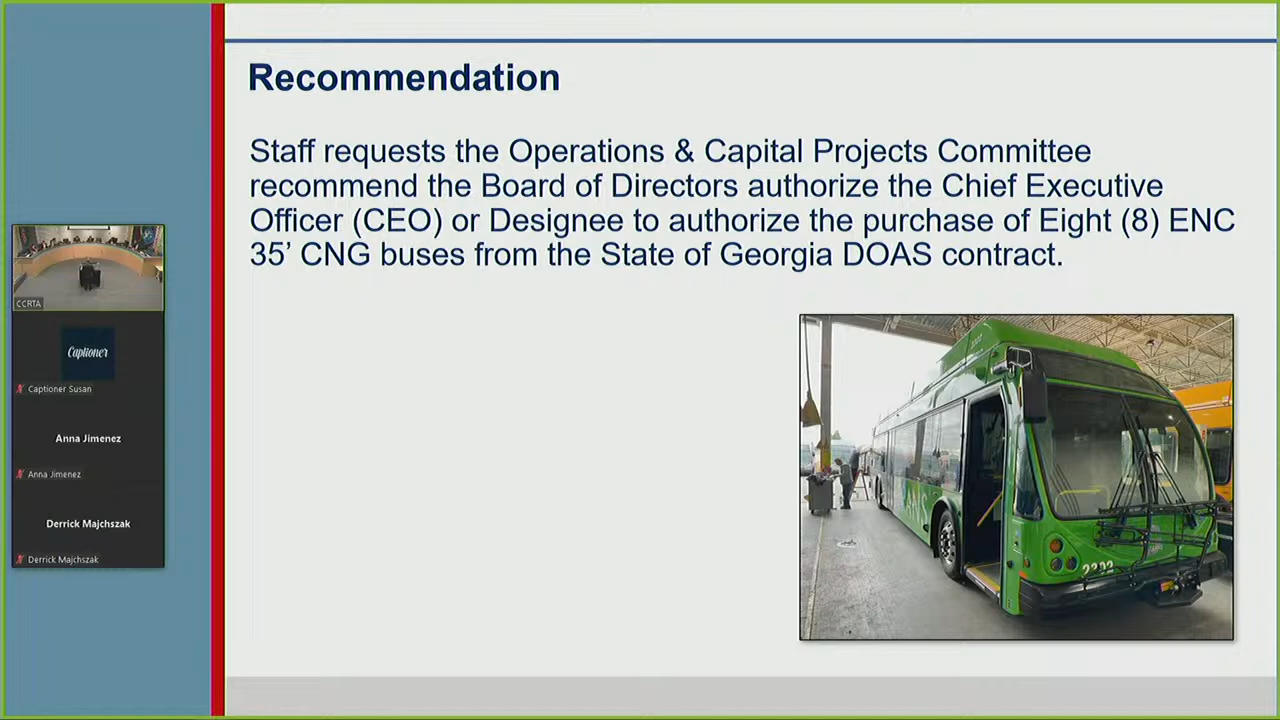 Recommendation
Staff requests the Operations & Capital Projects Committee
recommend the Board of Directors authorize the Chief Executive
Officer (CEO) or Designee to authorize the purchase of Eight (8) ENC
35’ CNG buses from the State of Georgia DOAS contract.
CCRTA
Captioner
Captioner Susan
Anna Jimenez
Anna Jimenez
Derrick Majchszak
Derrick Majchszak